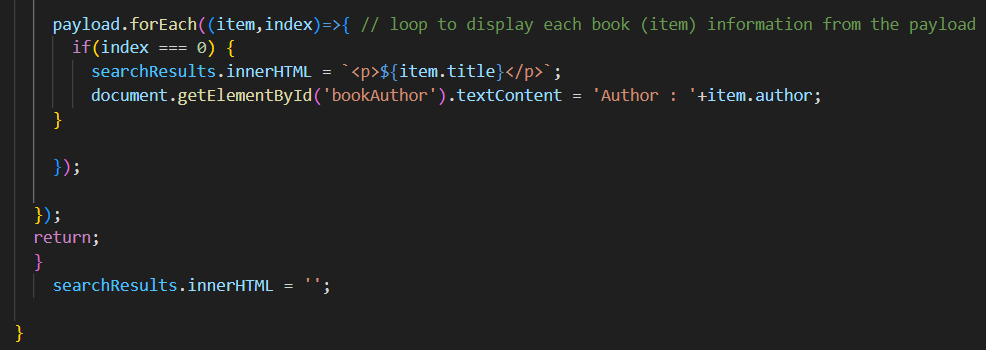 payload.forEach((item,index)=>{ // loop to display each book (item) information from the payload
if(index === 0) {
searchResults.innerHTML = `<p>${item.title}</p>`;
document.getElementById('bookAuthor').textContent = 'Author : '+item.author;
}
});
});
return;
}
searchResults.innerHTML = '';
}